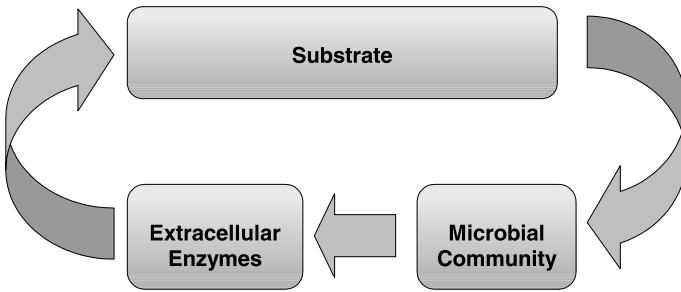 Substrate
Extracellular
Enzymes
Microbial
Community